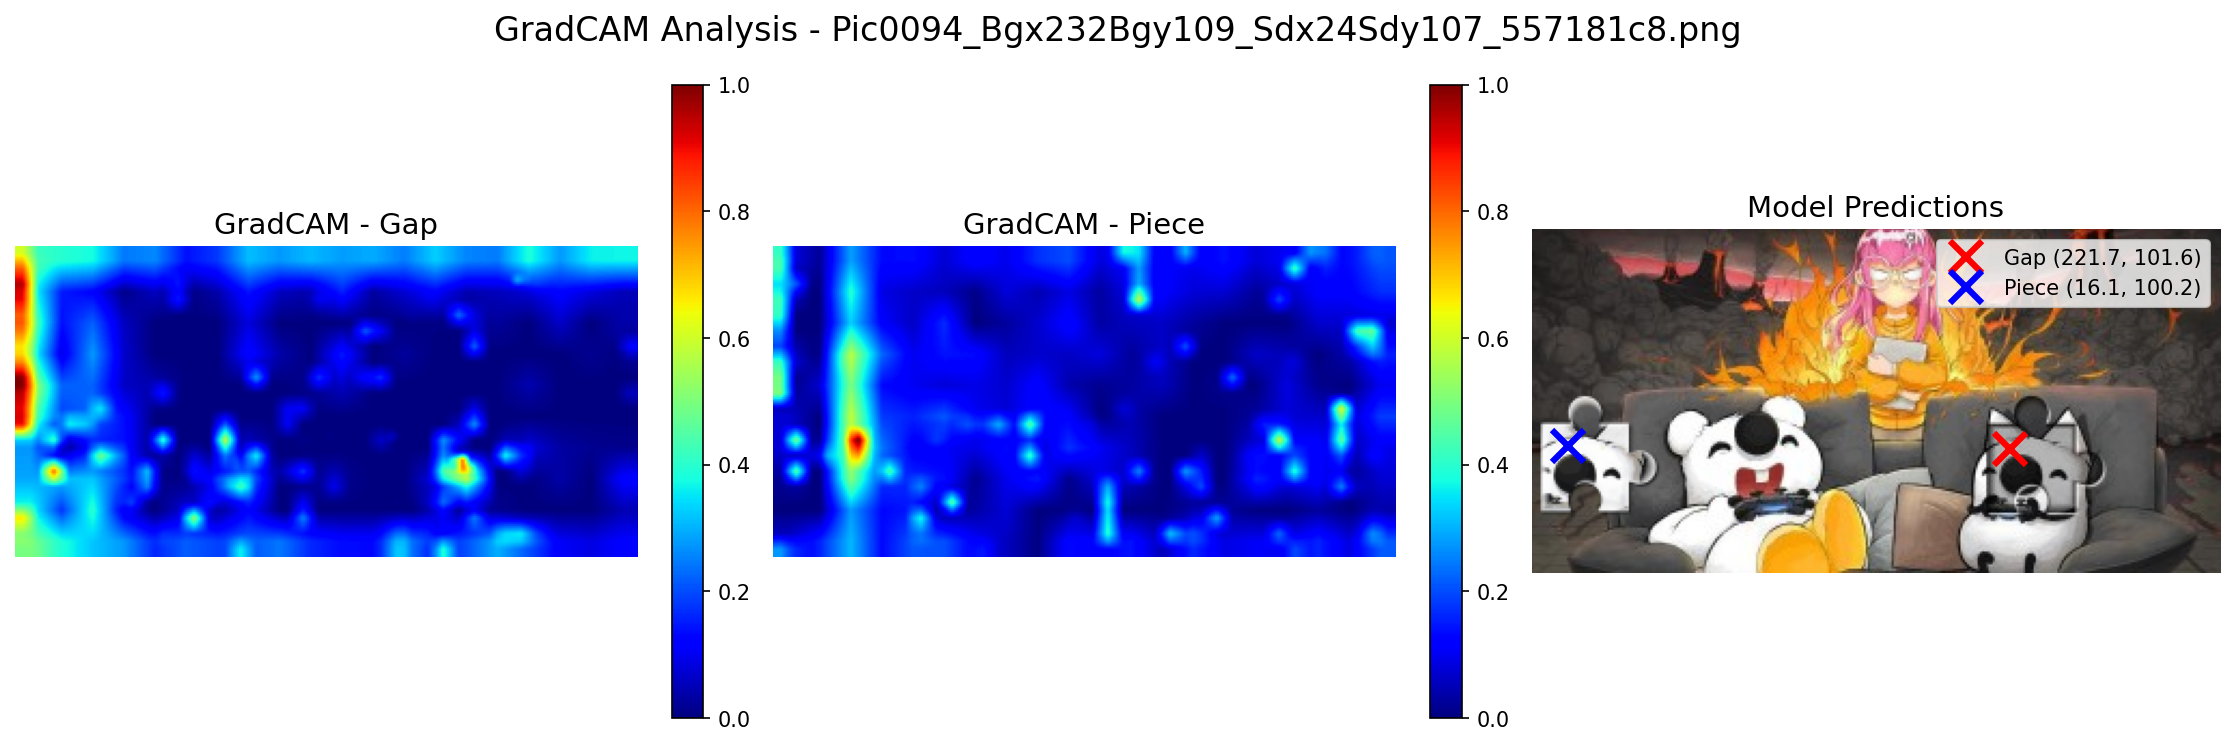 GradCAM Analysis - Pic0094_Bgx232Bgy109_Sdx24Sdy107_557181c8.png
GradCAM - Gap
1.0
0.8
0.6
0.4
0.2
0.0
GradCAM - Piece
1.0
0.8
0.6
0.4
0.2
0.0
Model Predictions
Gap (221.7, 101.6)
Piece (16.1, 100.2)